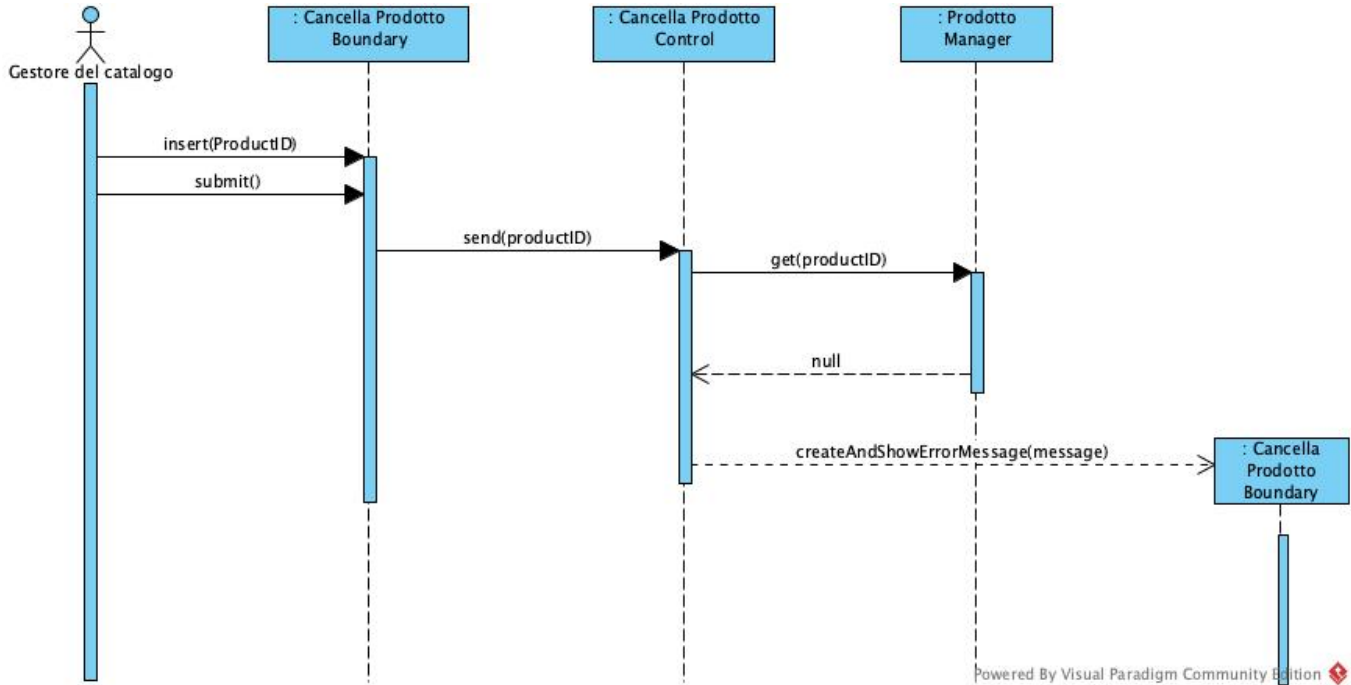 : Cancella Prodotto
Boundary
: Cancella Prodotto
Control
: Prodotto
Manager
Gestore del catalogo
insert(ProductID)
submit()
send(productID)
get(productID)
null
createAndShowErrorMessage(message)
: Cancella
Prodotto
Boundary
Powered By Visual Paradigm Community Edition